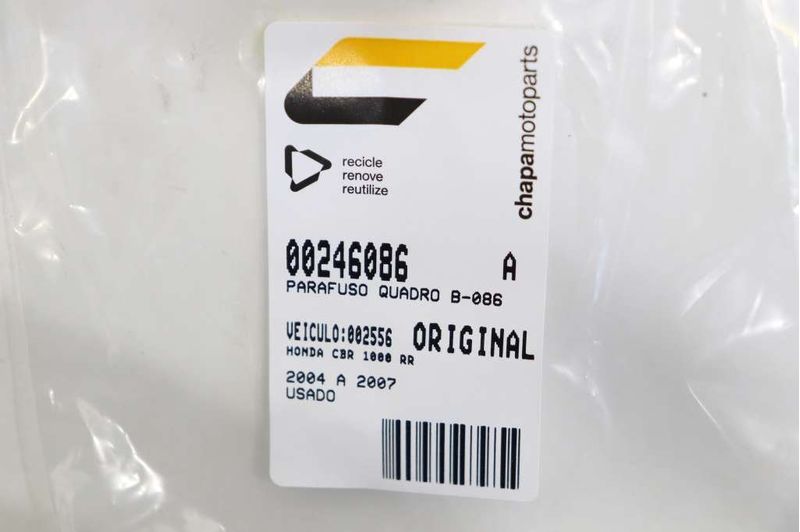 chapamotoparts
recicle
renove
reutilize
00246086 A
PARAFUSO QUADRO B-086
VEICULO:002556 ORIGINAL
HONDA CBR 1000 RR
2004 A 2007
USADO